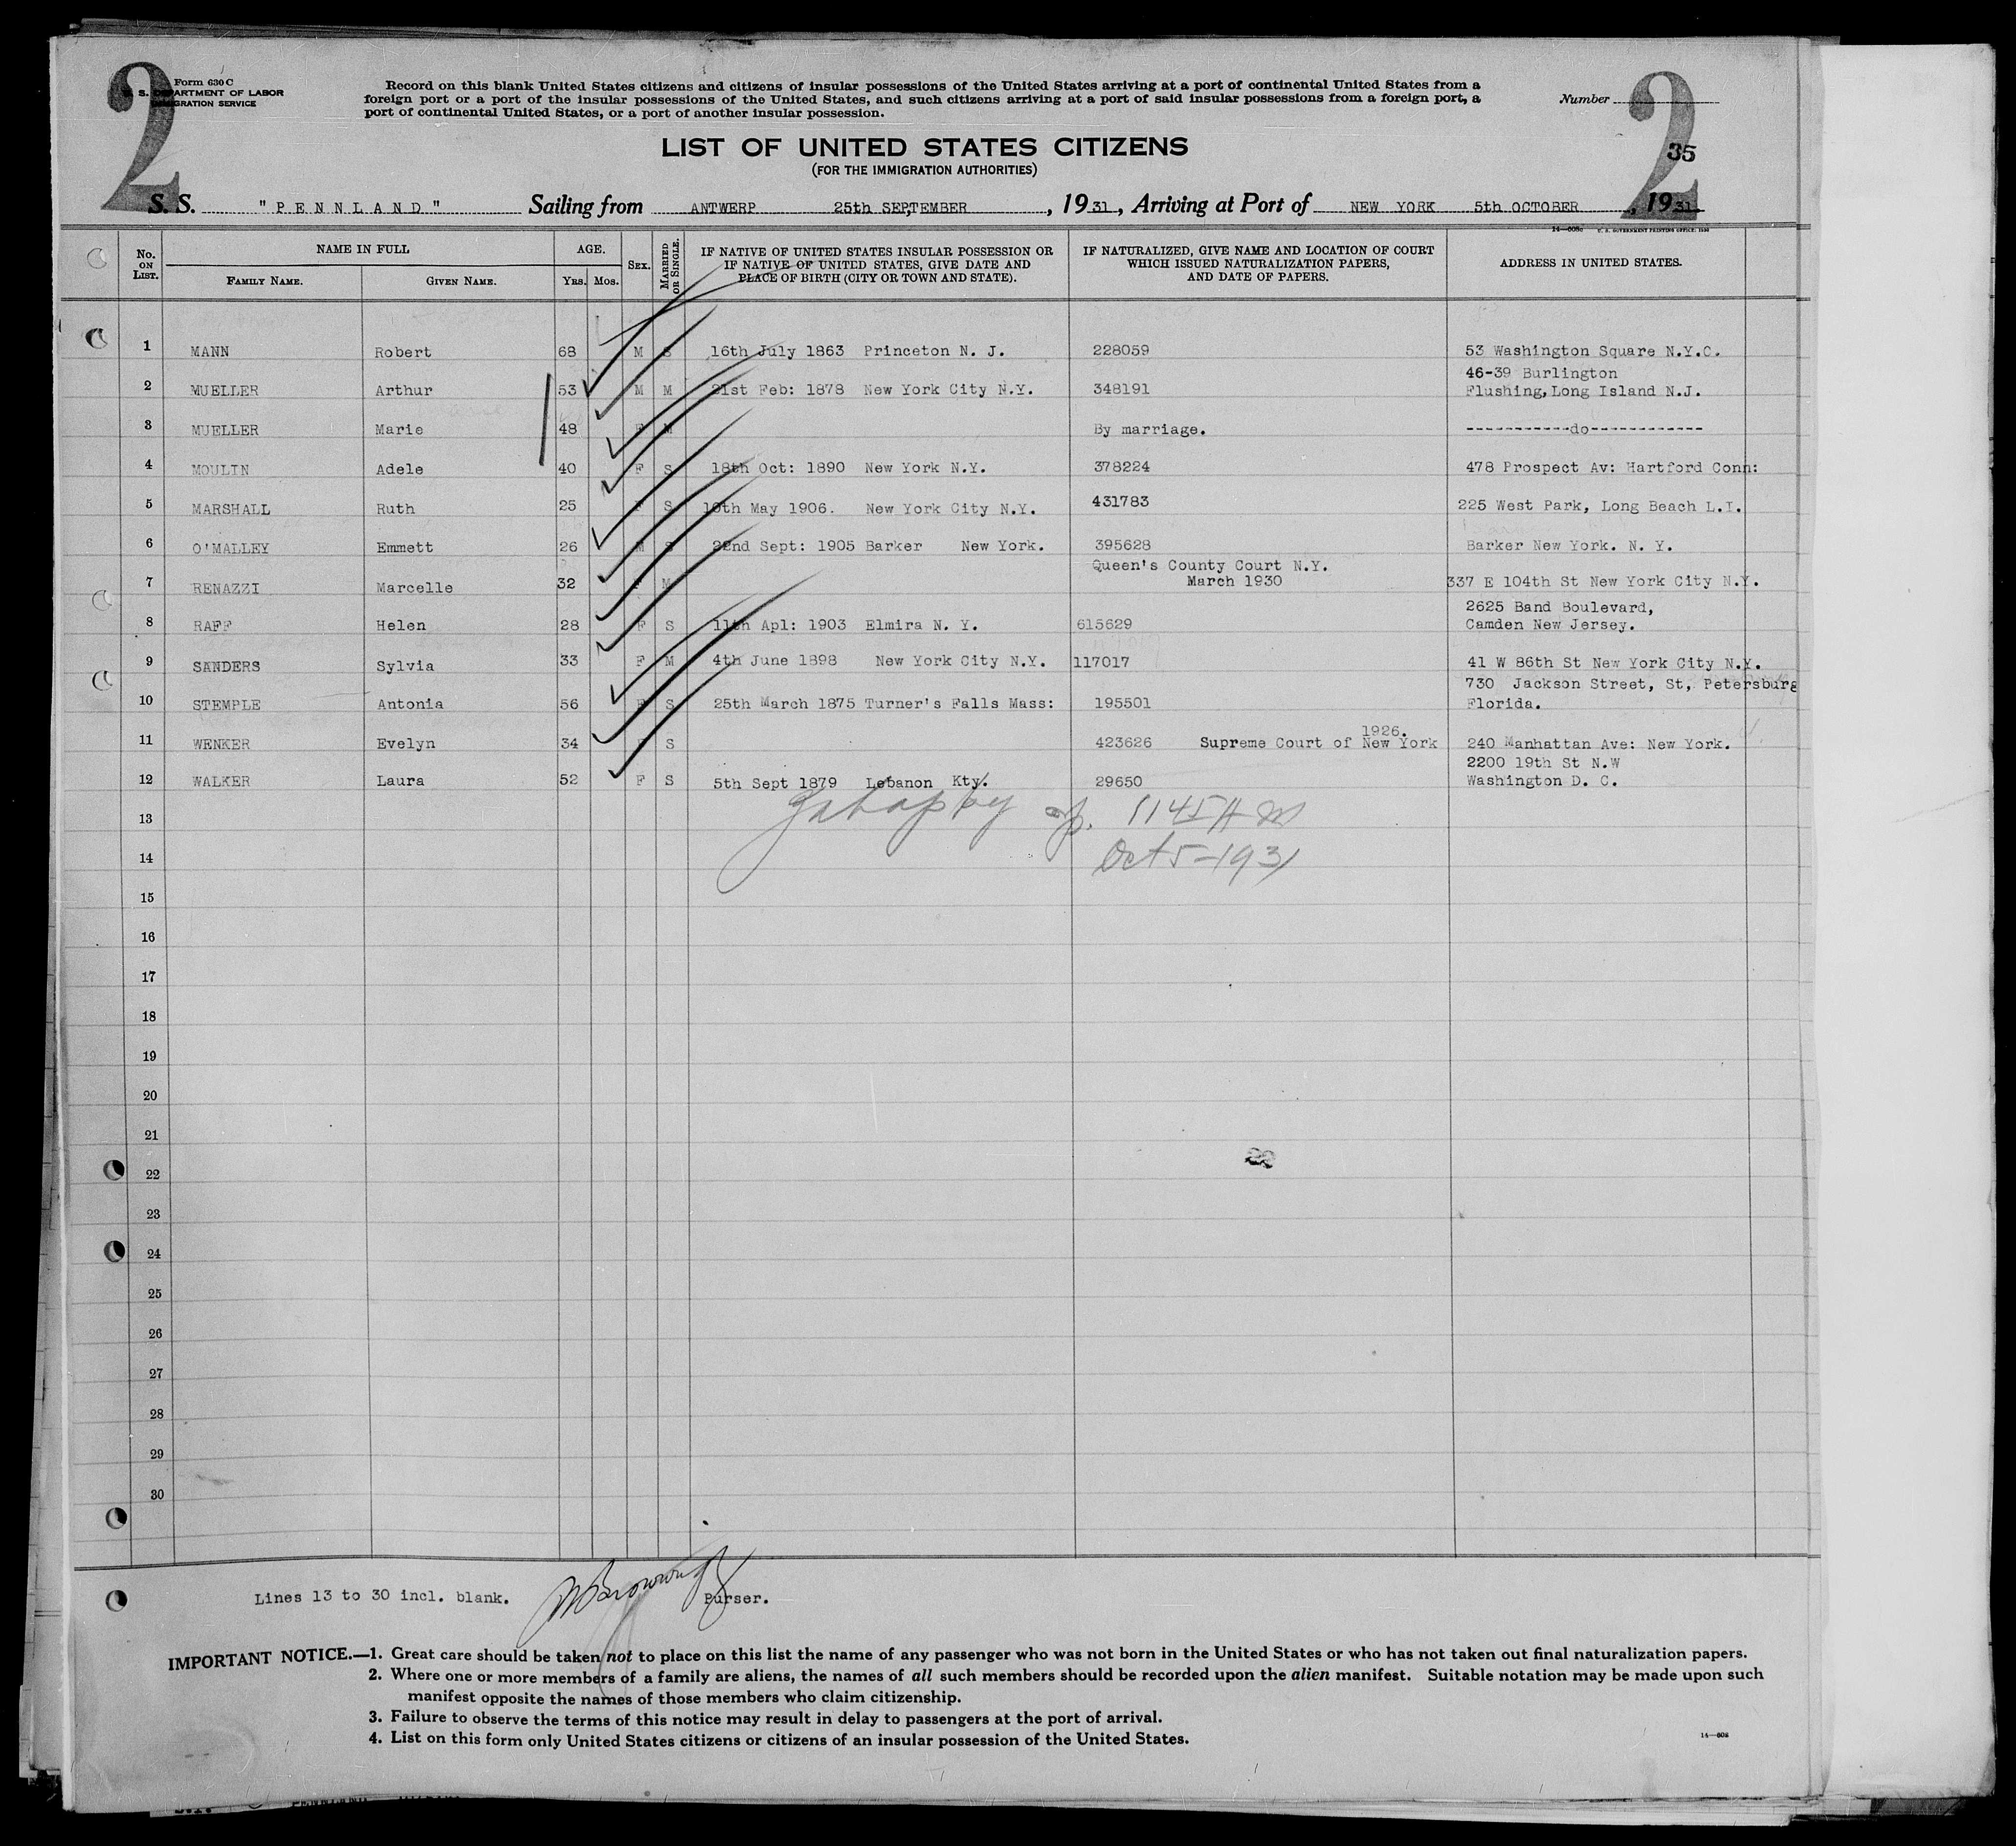 2
2
Form 630 C
U. S. DEPARTMENT OF LABOR
IMMIGRATION SERVICE
Record on this blank United States citizens and citizens of insular possessions of the United States arriving at a port of continental United States from a
foreign port or a port of the insular possessions of the United States, and such citizens arriving at a port of said insular possessions from a foreign port, a
port of continental United States, or a port of another insular possession.
Number
35
LIST OF UNITED STATES CITIZENS
(FOR THE IMMIGRATION AUTHORITIES)
S. S. "PENNLAND" Sailing from ANTWERP 25th SEPTEMBER, 1931, Arriving at Port of NEW YORK 5th OCTOBER, 1931
No. ON LIST. NAME IN FULL FAMILY NAME. GIVEN NAME. AGE. YRS. MOS. SEX. MARRIED OR SINGLE. IF NATIVE OF UNITED STATES INSULAR POSSESSION OR IF NATIVE OF UNITED STATES, GIVE DATE AND PLACE OF BIRTH (CITY OR TOWN AND STATE). IF NATURALIZED, GIVE NAME AND LOCATION OF COURT WHICH ISSUED NATURALIZATION PAPERS, AND DATE OF PAPERS. ADDRESS IN UNITED STATES.
1 MANN Robert 68 M S 16th July 1863 Princeton N. J. 228059 53 Washington Square N.Y.C.
46-39 Burlington
2 MUELLER Arthur 53 M M 21st Feb: 1878 New York City N.Y. 348191 Flushing,Long Island N.J.
3 MUELLER Marie 48 F M By marriage. -----------do------------
4 MOULIN Adele 40 F S 18th Oct: 1890 New York N.Y. 378224 478 Prospect Av: Hartford Conn:
5 MARSHALL Ruth 25 F S 10th May 1906. New York City N.Y. 431783 225 West Park, Long Beach L.I.
6 O'MALLEY Emmett 26 M S 22nd Sept: 1905 Barker New York. 395628 Barker New York. N. Y.
Queen's County Court N.Y.
7 RENAZZI Marcelle 32 F M March 1930 337 E 104th St New York City N.Y.
2625 Band Boulevard,
8 RAFF Helen 28 F S 11th Apl: 1903 Elmira N. Y. 615629 Camden New Jersey.
9 SANDERS Sylvia 33 F M 4th June 1898 New York City N.Y. 117017 41 W 86th St New York City N.Y.
730 Jackson Street, St, Petersburg
10 STEMPLE Antonia 56 F S 25th March 1875 Turner's Falls Mass: 195501 Florida.
1926.
11 WENKER Evelyn 34 F S 423626 Supreme Court of New York 240 Manhattan Ave: New York.
2200 19th St N.W
12 WALKER Laura 52 F S 5th Sept 1879 Lebanon Kty. 29650 Washington D. C.
13 1145 AM
14 Oct 5-1931
15
16
17
18
19
20
21
22
23
24
25
26
27
28
29
30
Lines 13 to 30 incl. blank. Purser.
IMPORTANT NOTICE.—1. Great care should be taken not to place on this list the name of any passenger who was not born in the United States or who has not taken out final naturalization papers.
2. Where one or more members of a family are aliens, the names of all such members should be recorded upon the alien manifest. Suitable notation may be made upon such
manifest opposite the names of those members who claim citizenship.
3. Failure to observe the terms of this notice may result in delay to passengers at the port of arrival.
4. List on this form only United States citizens or citizens of an insular possession of the United States.